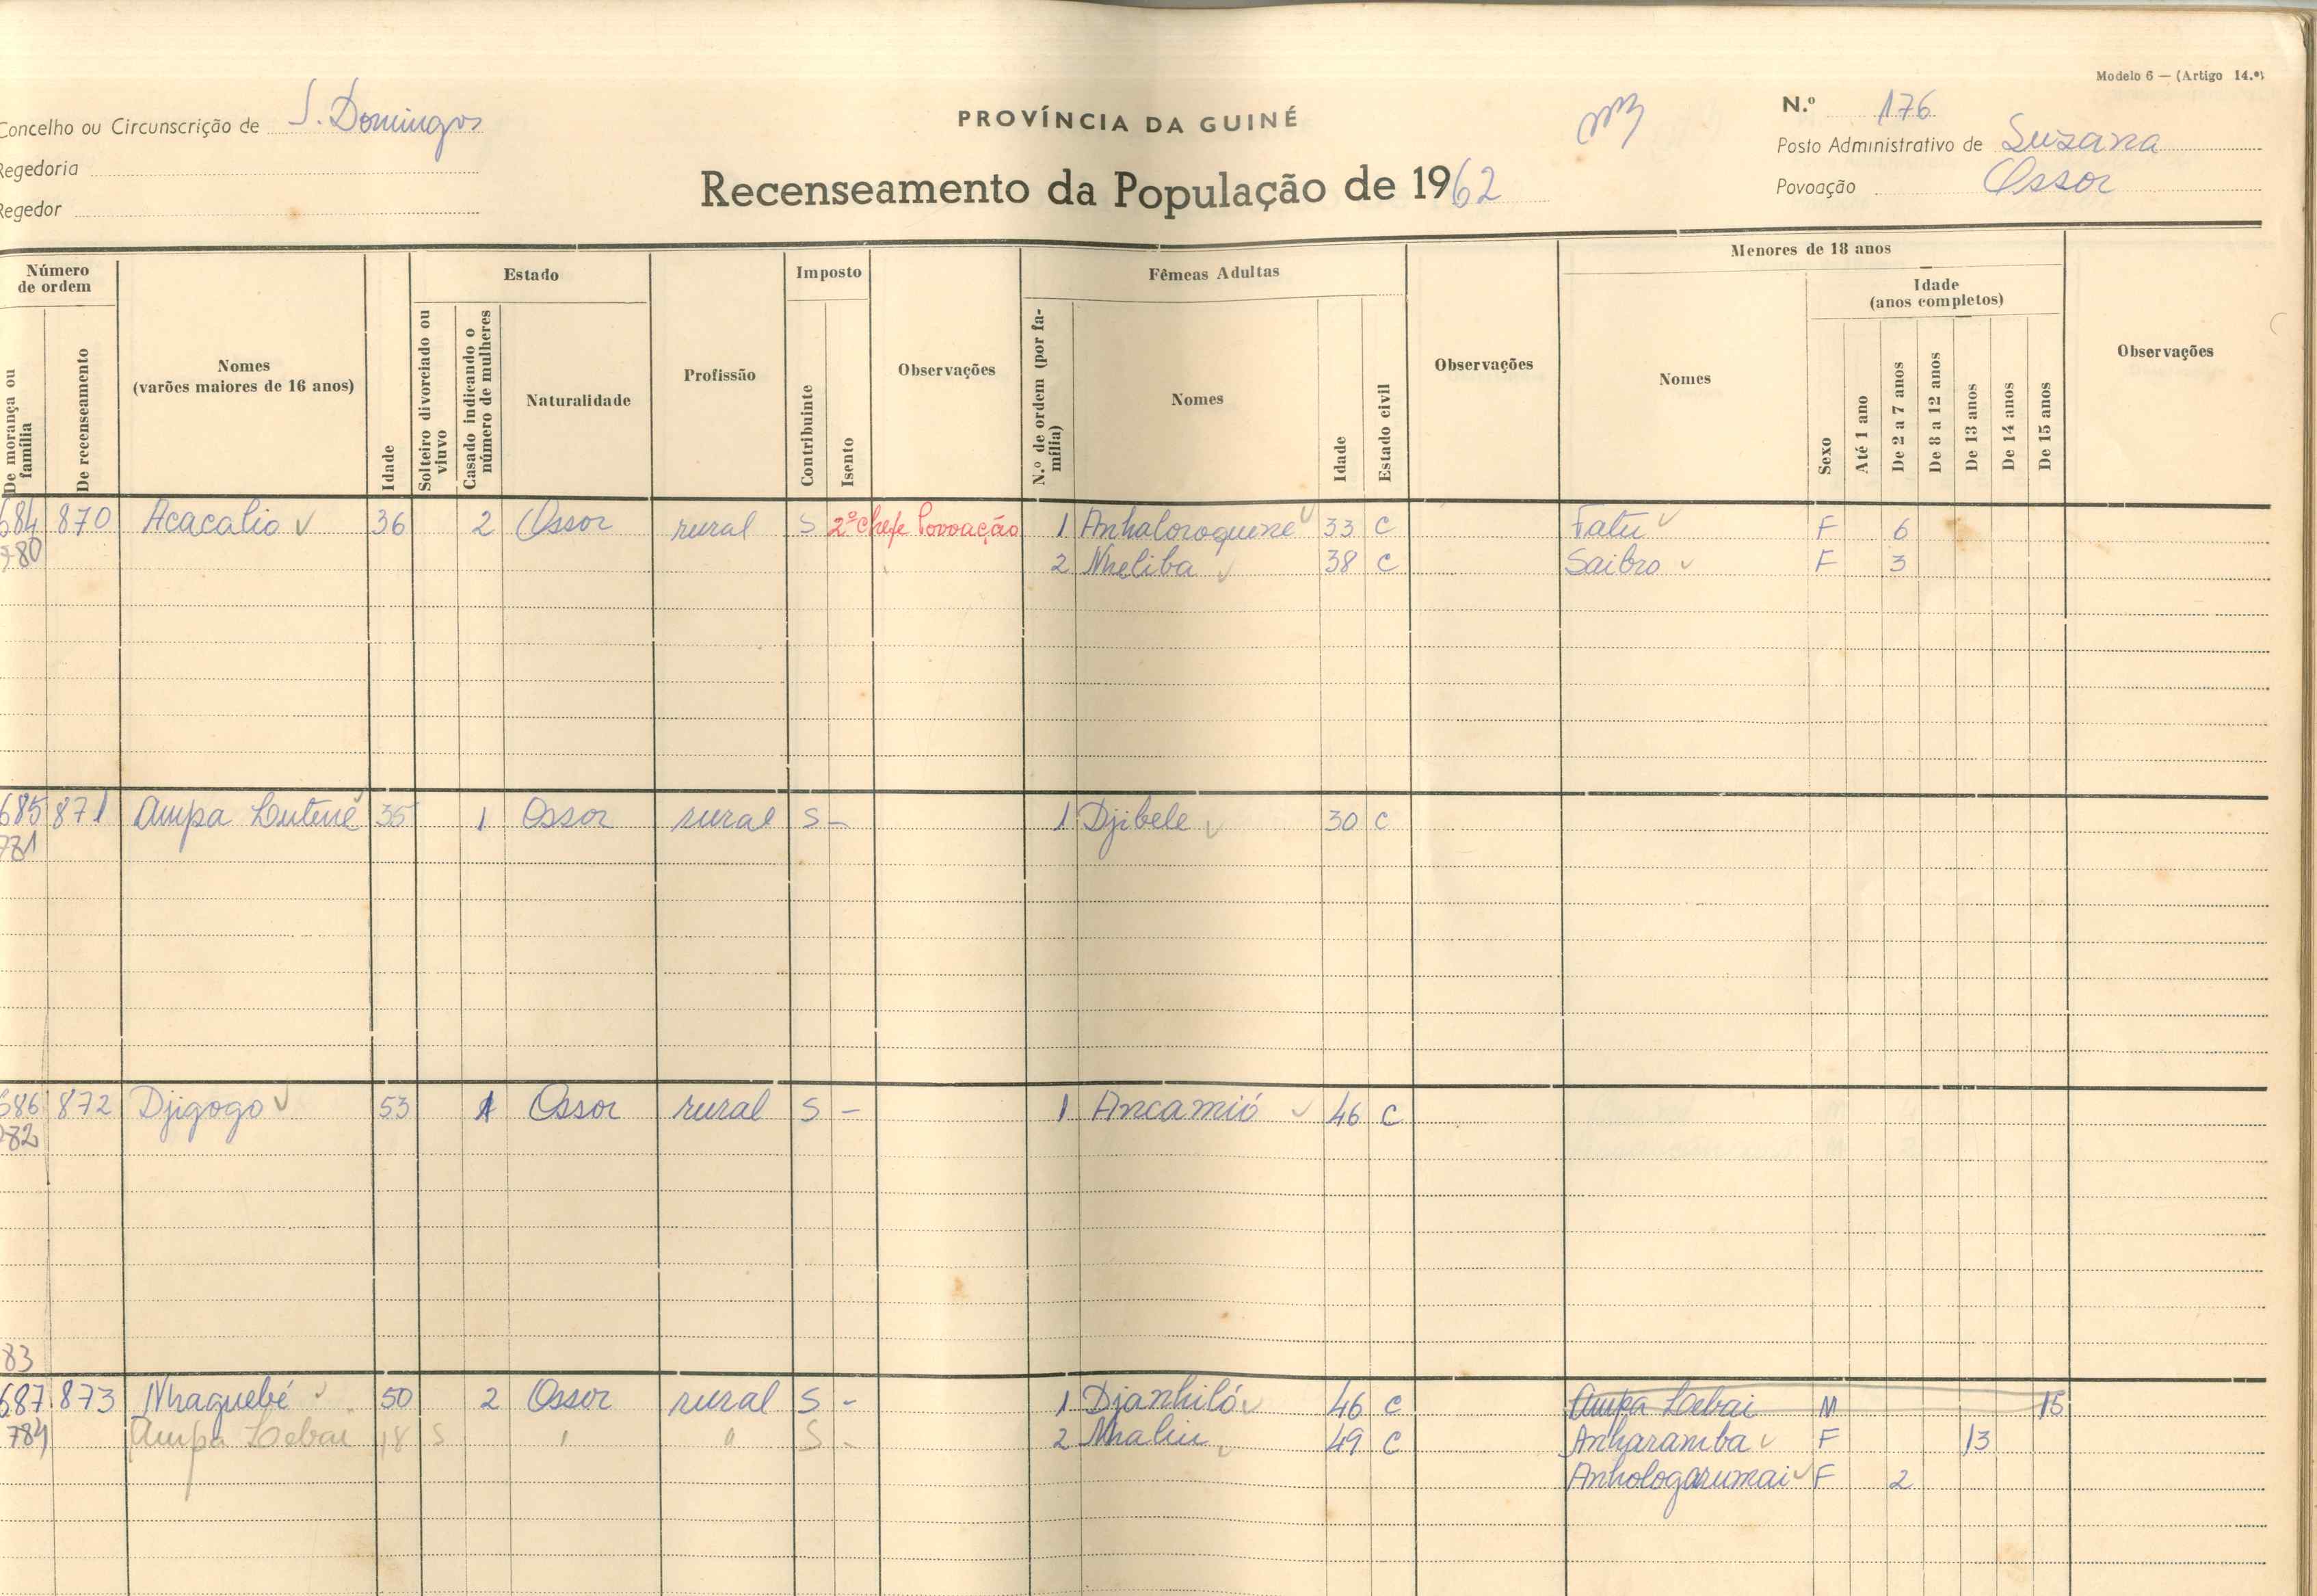 Modelo 6 — (Artigo 14.º)
Concelho ou Circunscrição de S. Domingos
PROVÍNCIA DA GUINÉ
N.º 176
Regedoria
Posto Administrativo de Suzana
Recenseamento da População de 1962
Povoação Ossor
Regedor
Número de ordem
De morança ou família
De recenseamento
Nomes (varões maiores de 16 anos)
Idade
Estado
Solteiro divorciado ou viuvo
Casado indicando o número de mulheres
Naturalidade
Profissão
Imposto
Contribuinte
Isento
Observações
Fêmeas Adultas
N.º de ordem (por família)
Nomes
Idade
Estado civil
Observações
Menores de 18 anos
Nomes
Sexo
Idade (anos completos)
Até 1 ano
De 2 a 7 anos
De 8 a 12 anos
De 13 anos
De 14 anos
De 15 anos
Observações
684 870 Acacalio 36 2 Ossor rural S 2º Chefe Povoação 1 Anhaloroquene 33 C Fatu F 6
780 2 Nheliba 38 C Saibro F 3
685 871 Ampa Lutené 35 1 Ossor rural S - 1 Djibele 30 C
781
686 872 Djigogo 53 1 Ossor rural S - 1 Ancamió 46 C
782
83
687 873 Nhaguebé 50 2 Ossor rural S - 1 Djanhiló 46 C Ampa Lebai M 15
784 Ampa Lebai 18 S " " S - 2 Nhaliu 49 C Anharamba F 13
Anhologarumai F 2